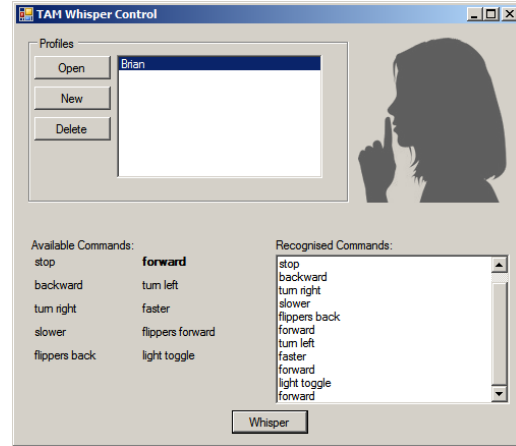 TAM Whisper Control
Profiles
Open
Brian
New
Delete
Available Commands:
stop forward
backward turn left
turn right faster
slower flippers forward
flippers back light toggle
Recognised Commands:
stop
backward
turn right
slower
flippers back
forward
turn left
faster
forward
light toggle
forward
Whisper